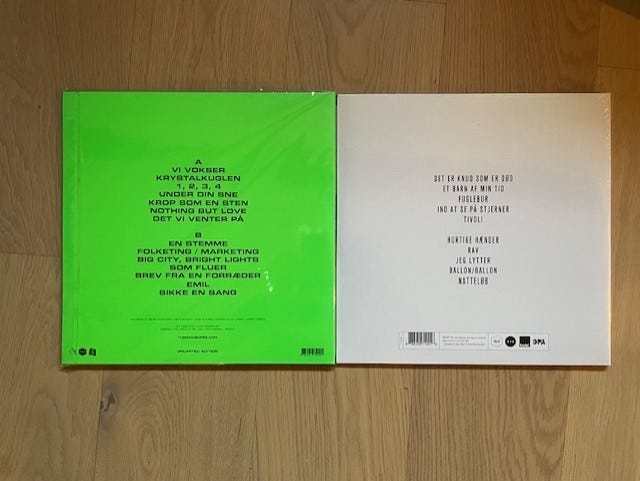 A
VI VOKSER
KRYSTALKUGLEN
1, 2, 3, 4
UNDER DIN SNE
KROP SOM EN STEN
NOTHING BUT LOVE
DET VI VENTER PÅ
B
EN STEMME
FOLKETING / MARKETING
BIG CITY, BRIGHT LIGHTS
SOM FLUER
BREV FRA EN FORRÆDER
EMIL
BIKKE EN SANG
UNLIMITED EDITION
DET ER KNUD SOM ER DØD
ET BARN AF MIN TID
FUGLEBUR
IND AT SE PÅ STJERNER
TIVOLI
HURTIGE HÆNDER
RAV
JEG LYTTER
BALLON/BALLON
NATTELØB